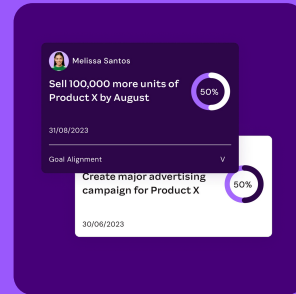 Melissa Santos
Sell 100,000 more units of
Product X by August
50%
31/08/2023
Goal Alignment V
Create major advertising
campaign for Product X
50%
30/06/2023